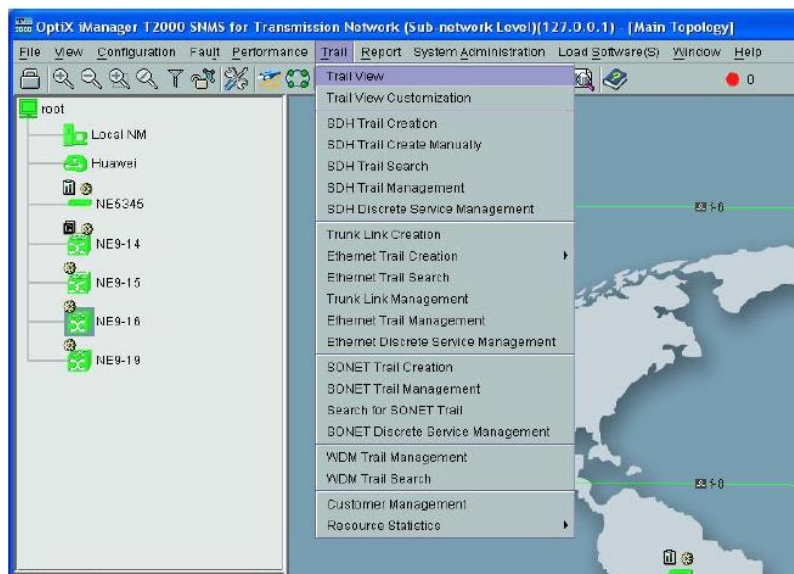 OptiX iManager T2000 SNMS for Transmission Network (Sub-network Level)(127.0.0.1) - [Main Topology]
File View Configuration Fault Performance Trail Report System Administration Load Software(S) Window Help
0
root
Local NM
Huawei
NE5345
NE9-14
NE9-15
NE9-16
NE9-19
Trail View
Trail View Customization
SDH Trail Creation
SDH Trail Create Manually
SDH Trail Search
SDH Trail Management
SDH Discrete Service Management
Trunk Link Creation
Ethernet Trail Creation
Ethernet Trail Search
Trunk Link Management
Ethernet Trail Management
Ethernet Discrete Service Management
SONET Trail Creation
SONET Trail Management
Search for SONET Trail
SONET Discrete Service Management
WDM Trail Management
WDM Trail Search
Customer Management
Resource Statistics